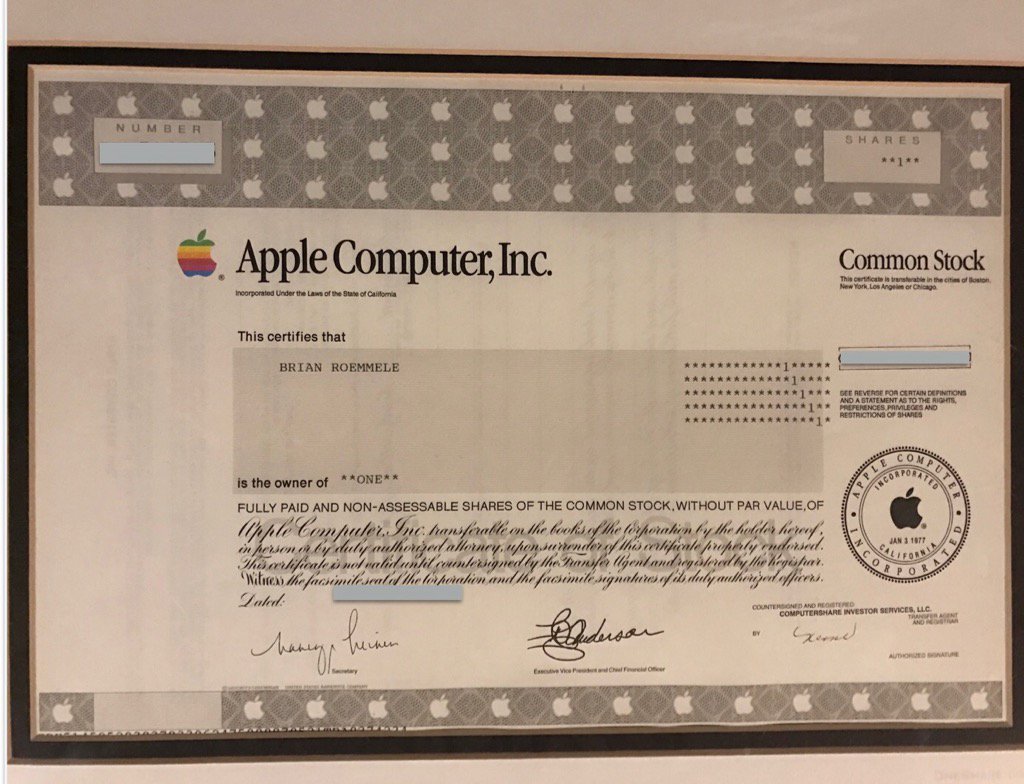 NUMBER
SHARES
**1**
Apple Computer, Inc.
Incorporated Under the Laws of the State of California
Common Stock
This certificate is transferable in the cities of Boston,
New York, Los Angeles or Chicago.
This certifies that
BRIAN ROEMMELE
************1*****
*************1****
**************1***
***************1**
****************1*
SEE REVERSE FOR CERTAIN DEFINITIONS
AND A STATEMENT AS TO THE RIGHTS,
PREFERENCES, PRIVILEGES AND
RESTRICTIONS OF SHARES
is the owner of **ONE**
FULLY PAID AND NON-ASSESSABLE SHARES OF THE COMMON STOCK, WITHOUT PAR VALUE, OF
Apple Computer, Inc. transferable on the books of the Corporation by the holder hereof,
in person or by duly authorized attorney, upon surrender of this certificate properly endorsed.
This certificate is not valid until countersigned by the Transfer Agent and registered by the Registrar.
Witness the facsimile seal of the Corporation and the facsimile signatures of its duly authorized officers.
Dated:
APPLE COMPUTER
INCORPORATED
JAN 3 1977
CALIFORNIA
INCORPORATED
Nancy Heinen
Secretary
Anderson
Executive Vice President and Chief Financial Officer
COUNTERSIGNED AND REGISTERED
COMPUTERSHARE INVESTOR SERVICES, LLC.
TRANSFER AGENT
AND REGISTRAR
BY
AUTHORIZED SIGNATURE